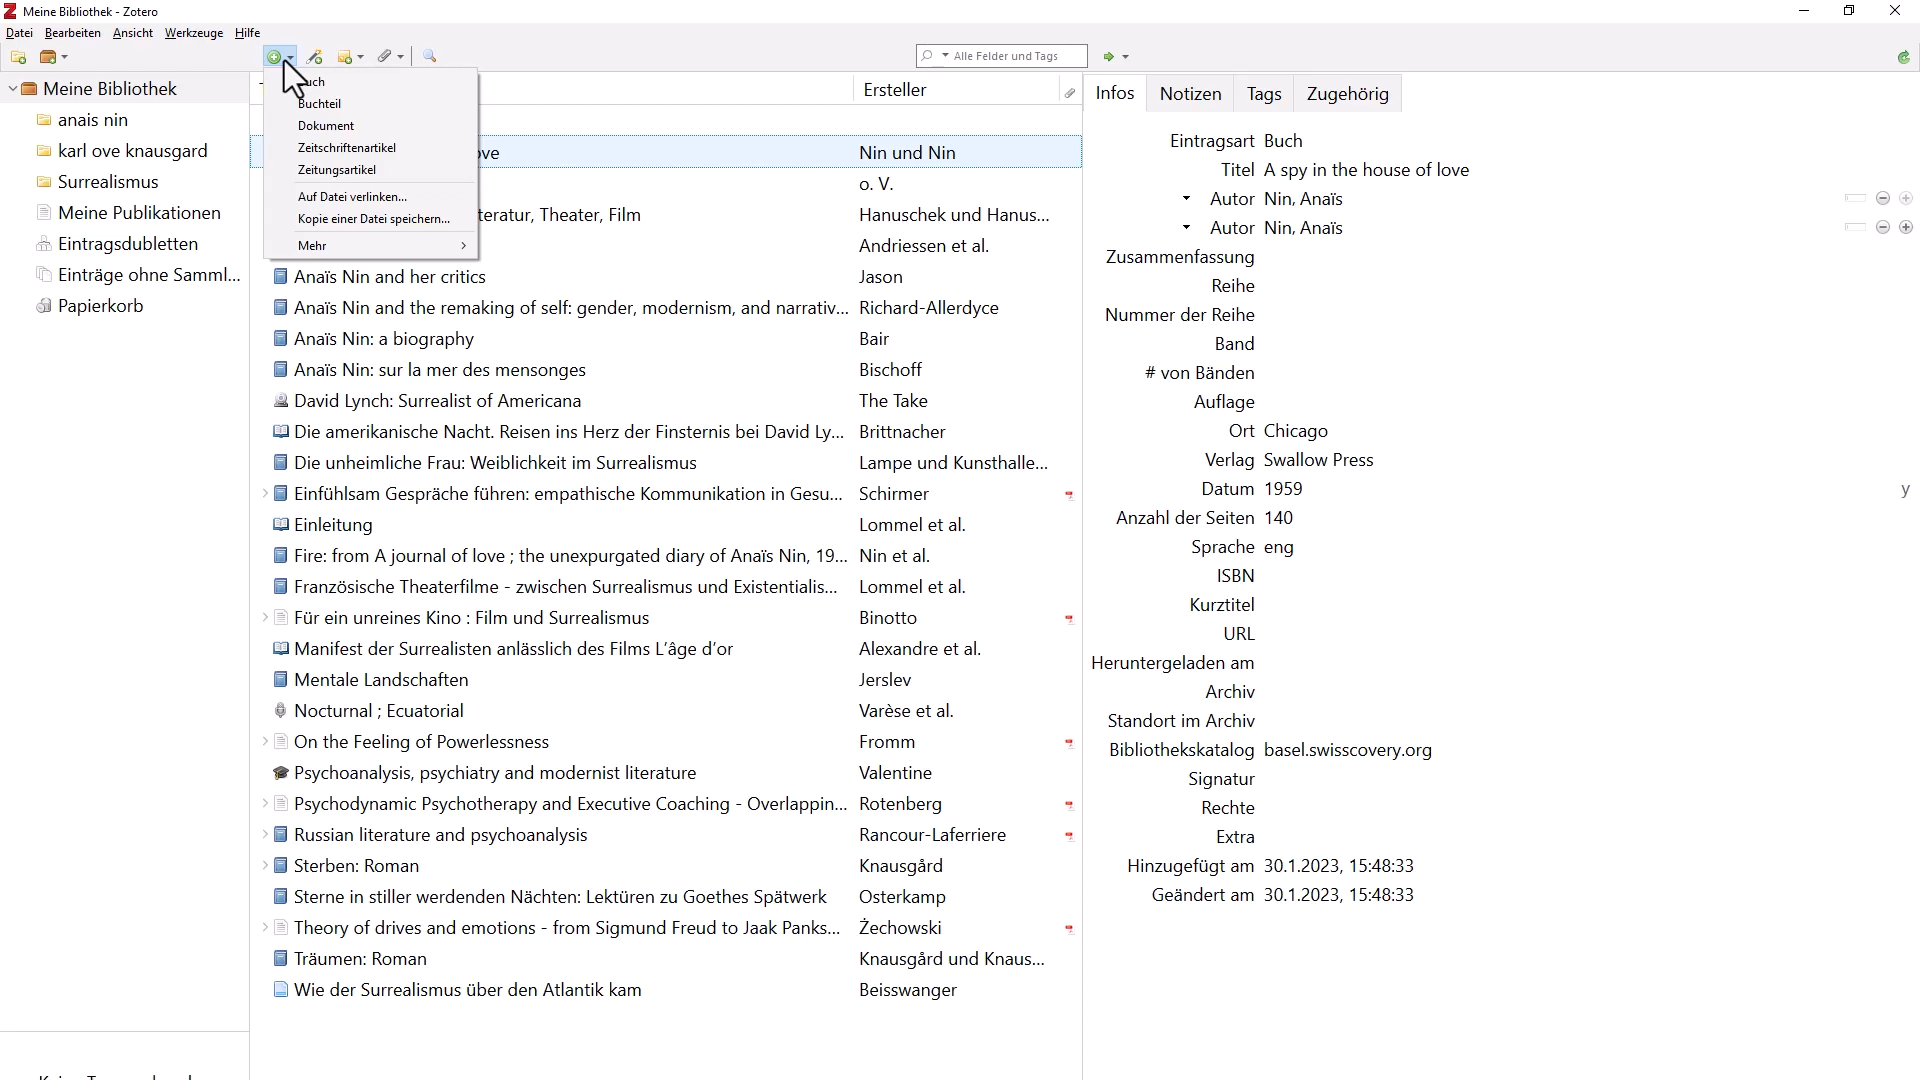 Meine Bibliothek - Zotero
Datei Bearbeiten Ansicht Werkzeuge Hilfe
Alle Felder und Tags
Meine Bibliothek
anais nin
karl ove knausgard
Surrealismus
Meine Publikationen
Eintragsdubletten
Einträge ohne Samml...
Papierkorb
Buchteil
Dokument
Zeitschriftenartikel
Zeitungsartikel
Auf Datei verlinken...
Kopie einer Datei speichern...
Mehr
Ersteller
Nin und Nin
o. V.
teratur, Theater, Film Hanuschek und Hanus...
Andriessen et al.
Anaïs Nin and her critics Jason
Anaïs Nin and the remaking of self: gender, modernism, and narrativ... Richard-Allerdyce
Anaïs Nin: a biography Bair
Anaïs Nin: sur la mer des mensonges Bischoff
David Lynch: Surrealist of Americana The Take
Die amerikanische Nacht. Reisen ins Herz der Finsternis bei David Ly... Brittnacher
Die unheimliche Frau: Weiblichkeit im Surrealismus Lampe und Kunsthalle...
Einfühlsam Gespräche führen: empathische Kommunikation in Gesu... Schirmer
Einleitung Lommel et al.
Fire: from A journal of love ; the unexpurgated diary of Anaïs Nin, 19... Nin et al.
Französische Theaterfilme - zwischen Surrealismus und Existentialis... Lommel et al.
Für ein unreines Kino : Film und Surrealismus Binotto
Manifest der Surrealisten anlässlich des Films L'âge d'or Alexandre et al.
Mentale Landschaften Jerslev
Nocturnal ; Ecuatorial Varèse et al.
On the Feeling of Powerlessness Fromm
Psychoanalysis, psychiatry and modernist literature Valentine
Psychodynamic Psychotherapy and Executive Coaching - Overlappin... Rotenberg
Russian literature and psychoanalysis Rancour-Laferriere
Sterben: Roman Knausgård
Sterne in stiller werdenden Nächten: Lektüren zu Goethes Spätwerk Osterkamp
Theory of drives and emotions - from Sigmund Freud to Jaak Panks... Żechowski
Träumen: Roman Knausgård und Knaus...
Wie der Surrealismus über den Atlantik kam Beisswanger
Infos Notizen Tags Zugehörig
Eintragsart Buch
Titel A spy in the house of love
Autor Nin, Anaïs
Autor Nin, Anaïs
Zusammenfassung
Reihe
Nummer der Reihe
Band
# von Bänden
Auflage
Ort Chicago
Verlag Swallow Press
Datum 1959 y
Anzahl der Seiten 140
Sprache eng
ISBN
Kurztitel
URL
Heruntergeladen am
Archiv
Standort im Archiv
Bibliothekskatalog basel.swisscovery.org
Signatur
Rechte
Extra
Hinzugefügt am 30.1.2023, 15:48:33
Geändert am 30.1.2023, 15:48:33